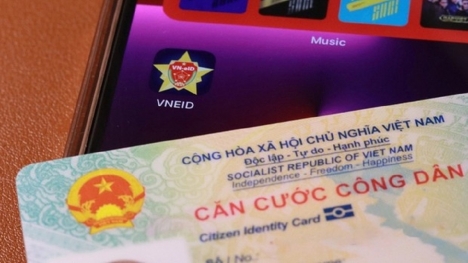 Music
VNeID
VNEID
CỘNG HÒA XÃ HỘI CHỦ NGHĨA VIỆT NAM
Độc lập - Tự do - Hạnh phúc
SOCIALIST REPUBLIC OF VIET NAM
Independence - Freedom - Happiness
CĂN CƯỚC CÔNG DÂN
Citizen Identity Card